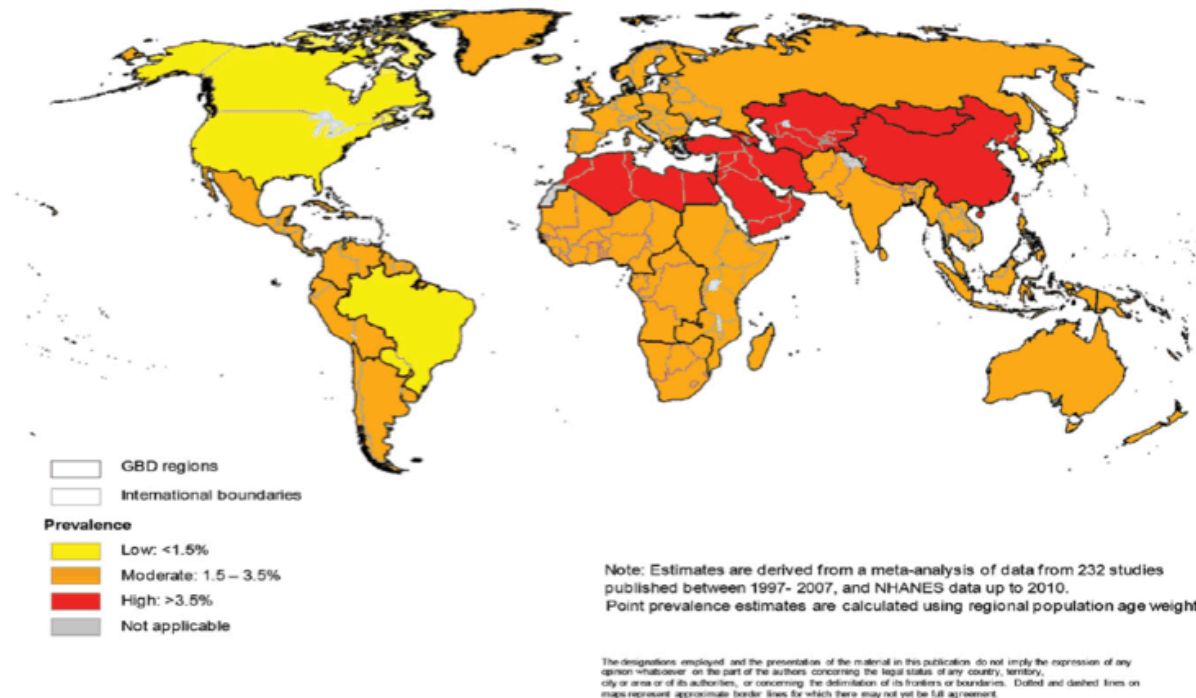 GBD regions
International boundaries
Prevalence
Low: <1.5%
Moderate: 1.5 – 3.5%
High: >3.5%
Not applicable
Note: Estimates are derived from a meta-analysis of data from 232 studies
published between 1997- 2007, and NHANES data up to 2010.
Point prevalence estimates are calculated using regional population age weight
The designations employed and the presentation of the material in this publication do not imply the expression of any
opinion whatsoever on the part of the authors concerning the legal status of any country, territory,
city or area or of its authorities, or concerning the delimitation of its frontiers or boundaries. Dotted and dashed lines on
maps represent approximate border lines for which there may not yet be full agreement.